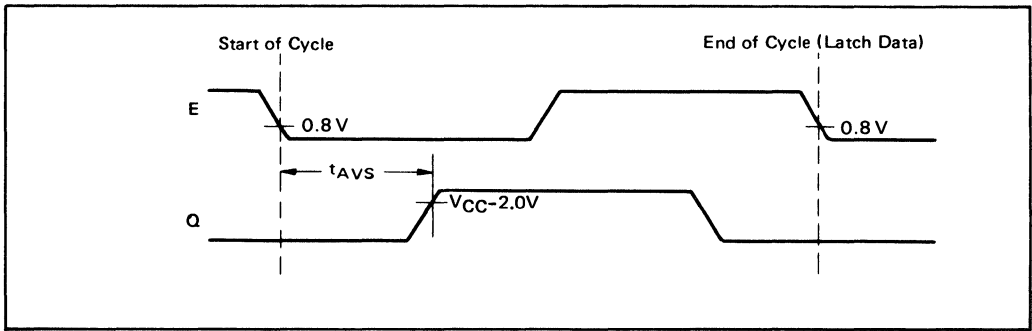 Start of Cycle
End of Cycle (Latch Data)
E
0.8 V
0.8 V
tAVS
VCC-2.0V
Q